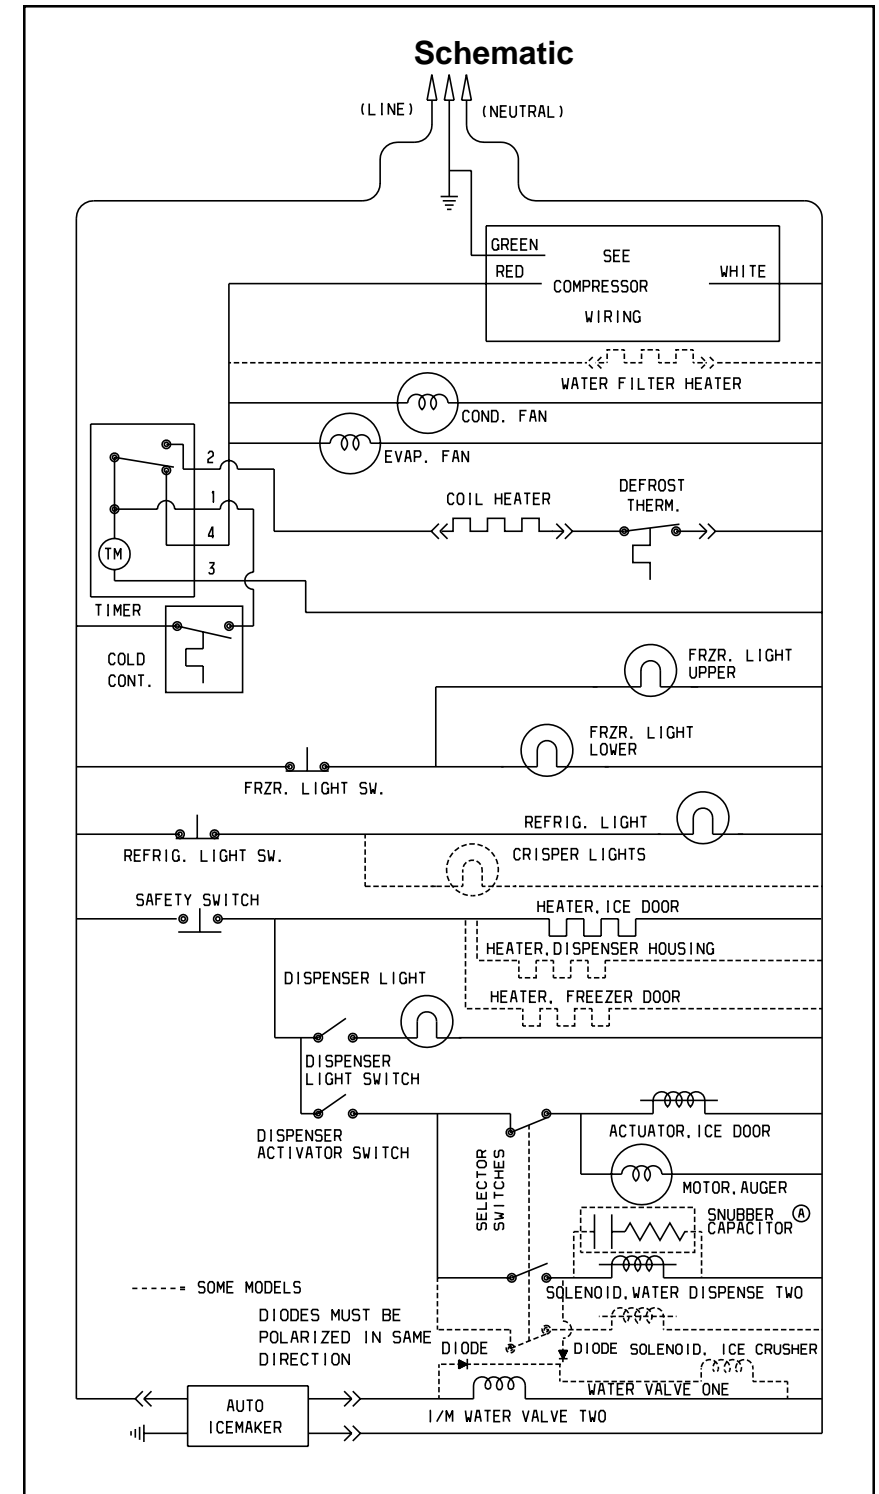 Schematic
(LINE)
(NEUTRAL)
GREEN
SEE
RED
COMPRESSOR
WHITE
WIRING
WATER FILTER HEATER
COND. FAN
EVAP. FAN
2
COIL HEATER
DEFROST
THERM.
1
4
TM
3
TIMER
COLD
CONT.
FRZR. LIGHT
UPPER
FRZR. LIGHT
LOWER
FRZR. LIGHT SW.
REFRIG. LIGHT
REFRIG. LIGHT SW.
CRISPER LIGHTS
SAFETY SWITCH
HEATER, ICE DOOR
HEATER, DISPENSER HOUSING
DISPENSER LIGHT
HEATER, FREEZER DOOR
DISPENSER
LIGHT SWITCH
DISPENSER
ACTIVATOR SWITCH
ACTUATOR, ICE DOOR
SELECTOR
SWITCHES
MOTOR, AUGER
SNUBBER
CAPACITOR A
SOLENOID, WATER DISPENSE TWO
------ = SOME MODELS
DIODES MUST BE
POLARIZED IN SAME
DIRECTION
DIODE
DIODE
SOLENOID, ICE CRUSHER
WATER VALVE ONE
AUTO
ICEMAKER
I/M WATER VALVE TWO